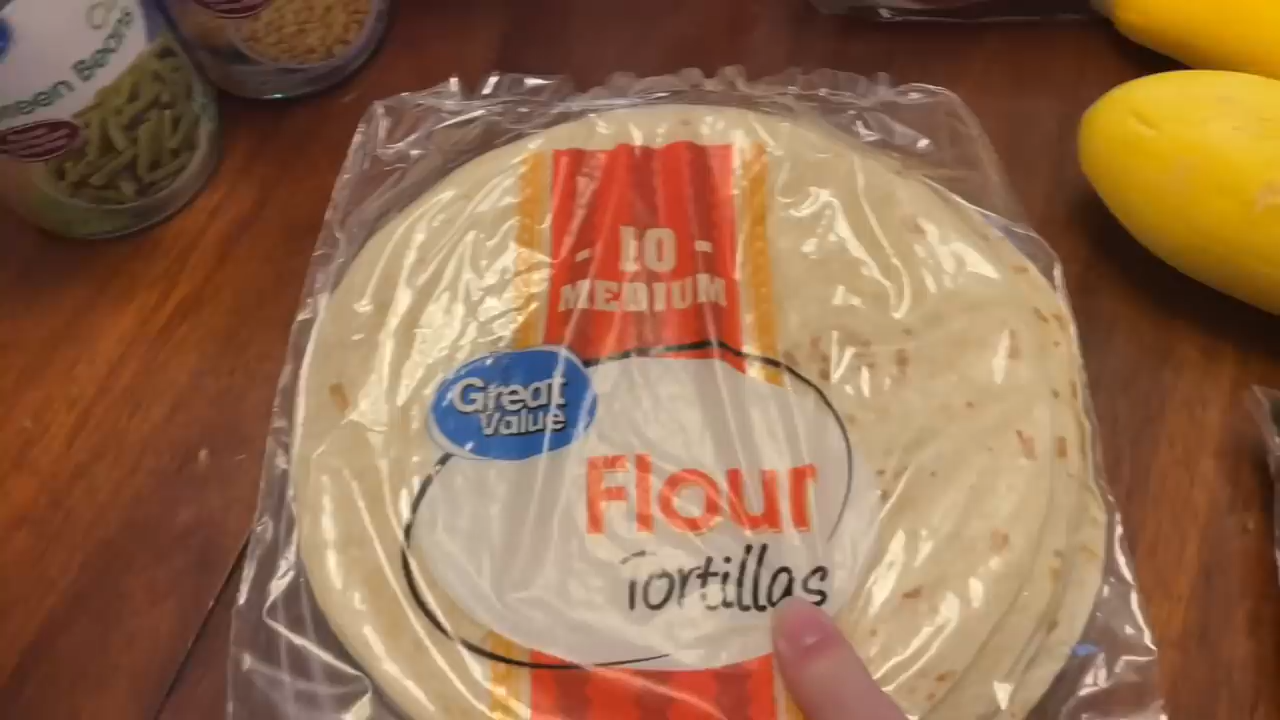 Green Beans
- 10 -
MEDIUM
Great
Value
Flour
Tortillas